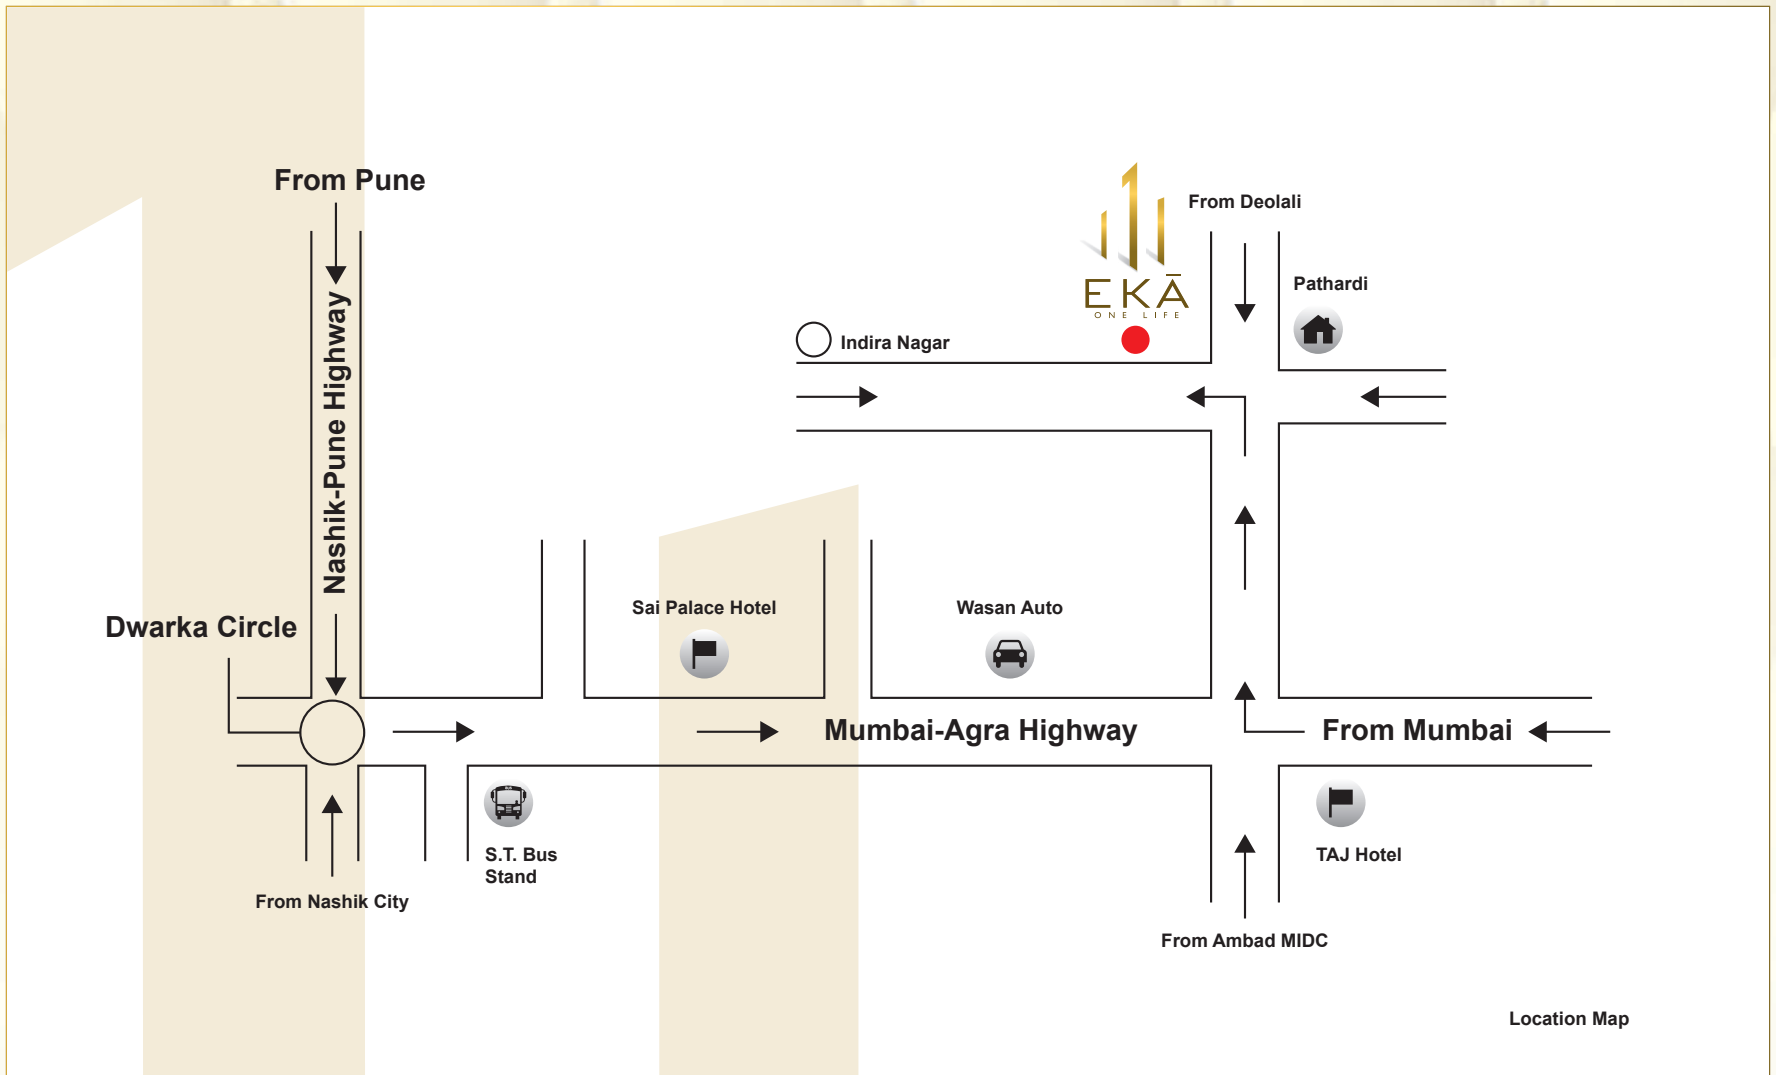 From Pune
From Deolali
EKĀ
ONE LIFE
Pathardi
Indira Nagar
Nashik-Pune Highway
Sai Palace Hotel
Wasan Auto
Dwarka Circle
Mumbai-Agra Highway
From Mumbai
S.T. Bus
Stand
TAJ Hotel
From Nashik City
From Ambad MIDC
Location Map